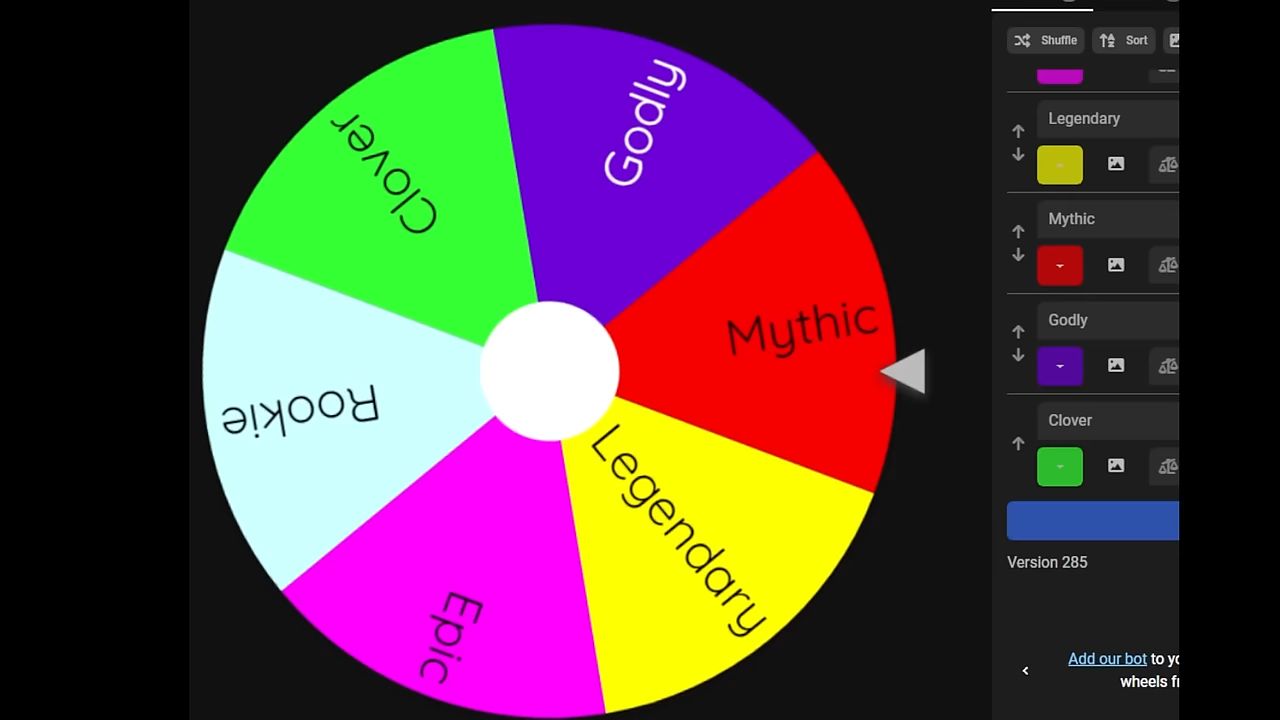 Godly
Clover
Mythic
Rookie
Legendary
Epic
Shuffle
Sort
Legendary
Mythic
Godly
Clover
Version 285
Add our bot to yo
wheels fr